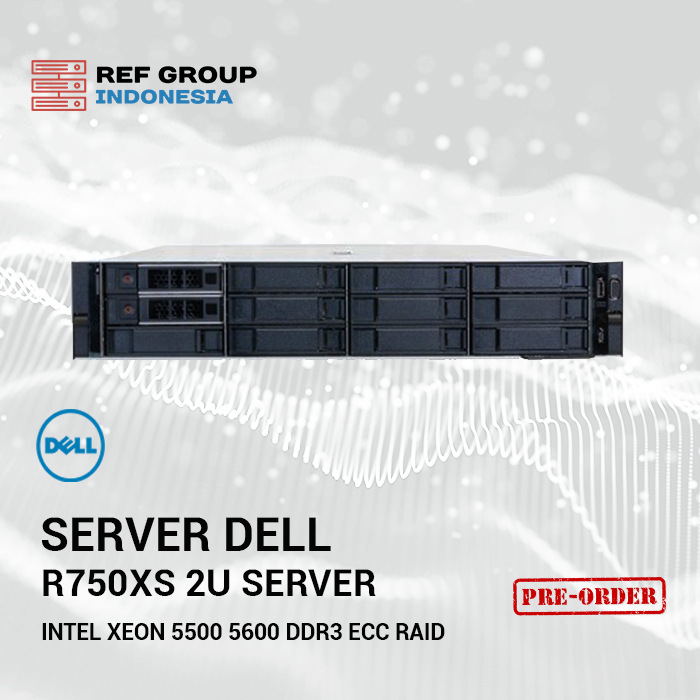 REF GROUP
INDONESIA
DELL
SERVER DELL
R750XS 2U SERVER
PRE-ORDER
INTEL XEON 5500 5600 DDR3 ECC RAID